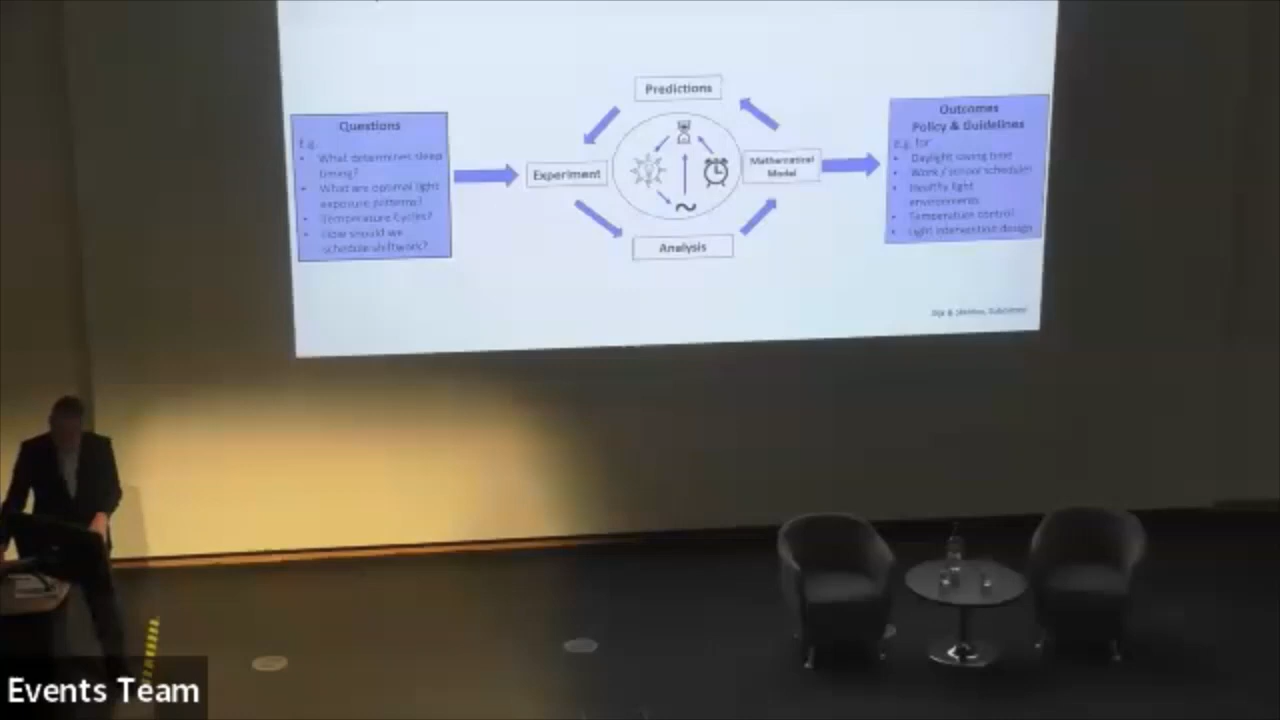 Predictions
Questions
E.g.
• What determines sleep
timing?
• What are optimal light
exposure patterns?
• Temperature Cycles?
• How should we
schedule shiftwork?
Experiment
Mathematical
Model
Analysis
Outcomes
Policy & Guidelines
E.g. for
• Daylight saving time
• Work / school schedules
• Healthy light
environments
• Temperature control
• Light intervention design
Events Team